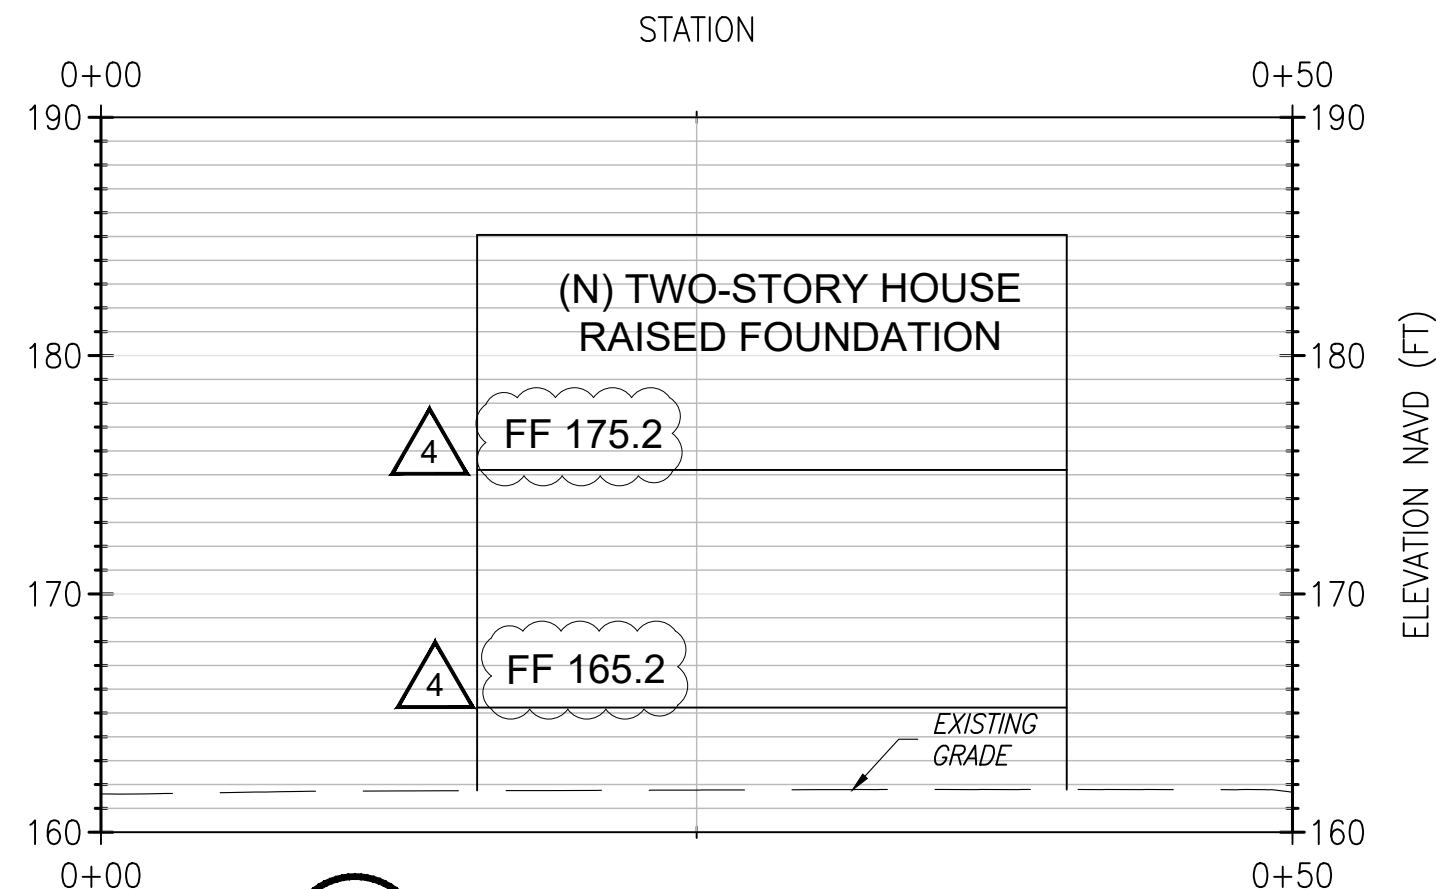 STATION
0+00 0+50
190 190
(N) TWO-STORY HOUSE
RAISED FOUNDATION
180 180
ELEVATION NAVD (FT)
4 FF 175.2
170 170
4 FF 165.2
EXISTING
GRADE
160 160
0+00 0+50